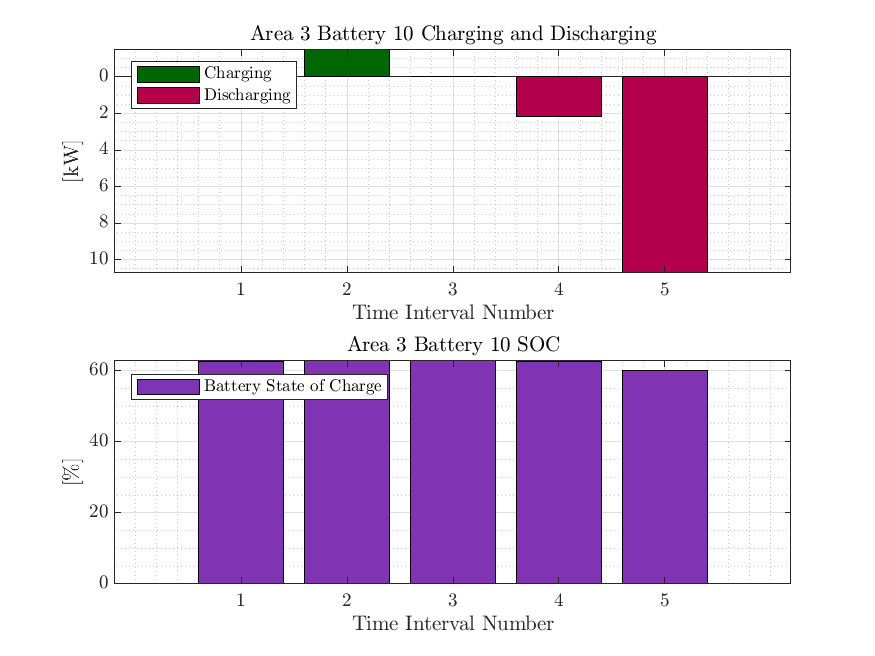 Area 3 Battery 10 Charging and Discharging
Charging
Discharging
0
2
4
6
8
10
[kW]
1 2 3 4 5
Time Interval Number
Area 3 Battery 10 SOC
Battery State of Charge
60
40
20
0
[%]
1 2 3 4 5
Time Interval Number